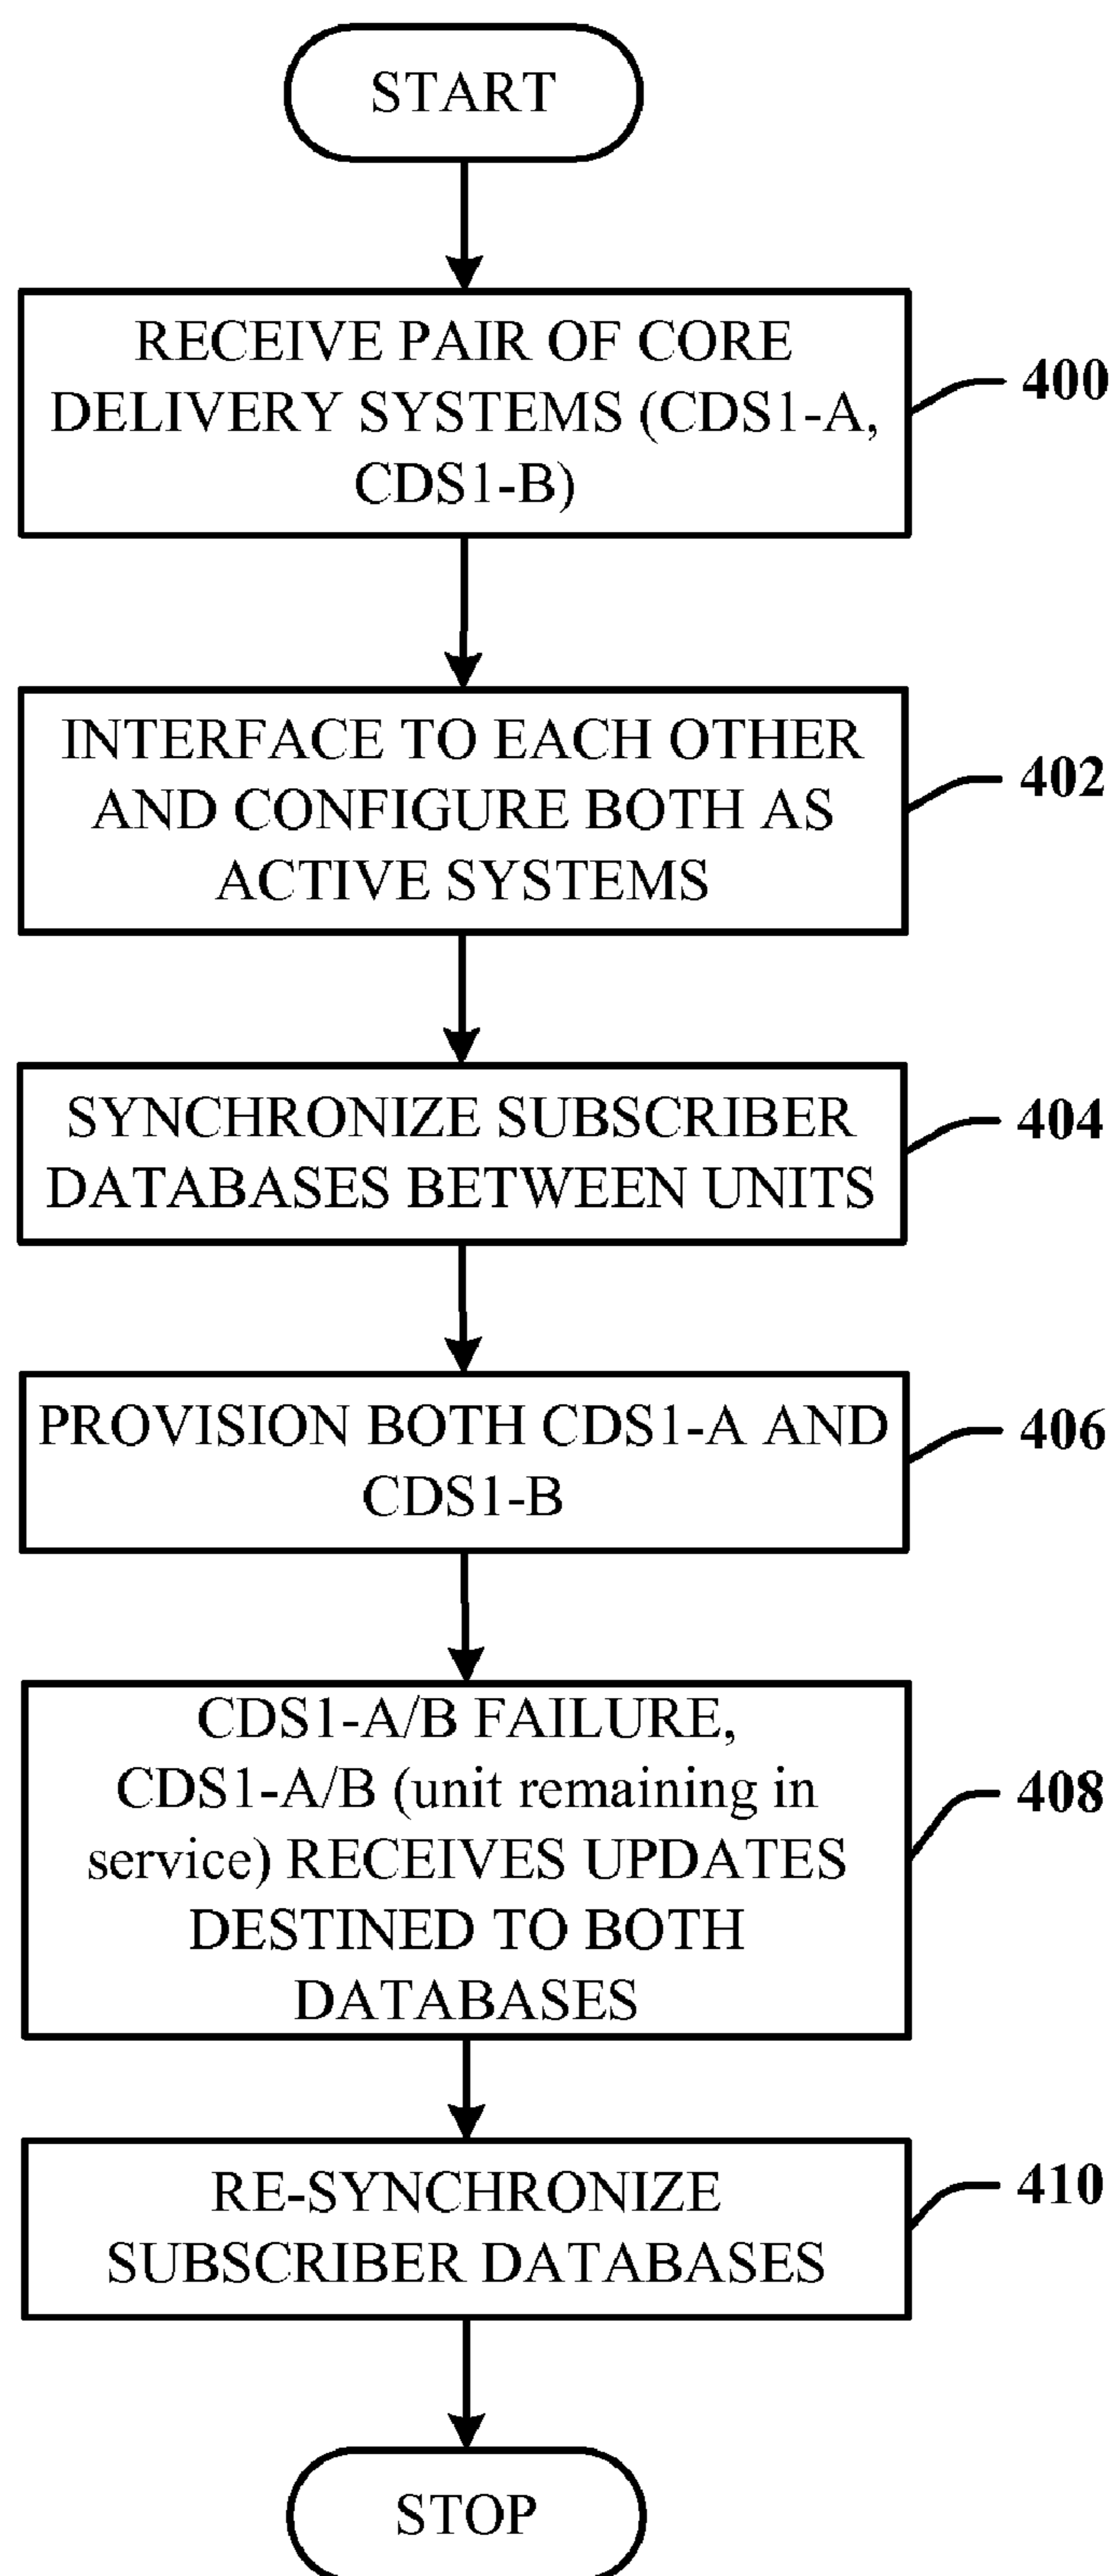 START
RECEIVE PAIR OF CORE
DELIVERY SYSTEMS (CDS1-A,
CDS1-B)
400
INTERFACE TO EACH OTHER
AND CONFIGURE BOTH AS
ACTIVE SYSTEMS
402
SYNCHRONIZE SUBSCRIBER
DATABASES BETWEEN UNITS
404
PROVISION BOTH CDS1-A AND
CDS1-B
406
CDS1-A/B FAILURE,
CDS1-A/B (unit remaining in
service) RECEIVES UPDATES
DESTINED TO BOTH
DATABASES
408
RE-SYNCHRONIZE
SUBSCRIBER DATABASES
410
STOP